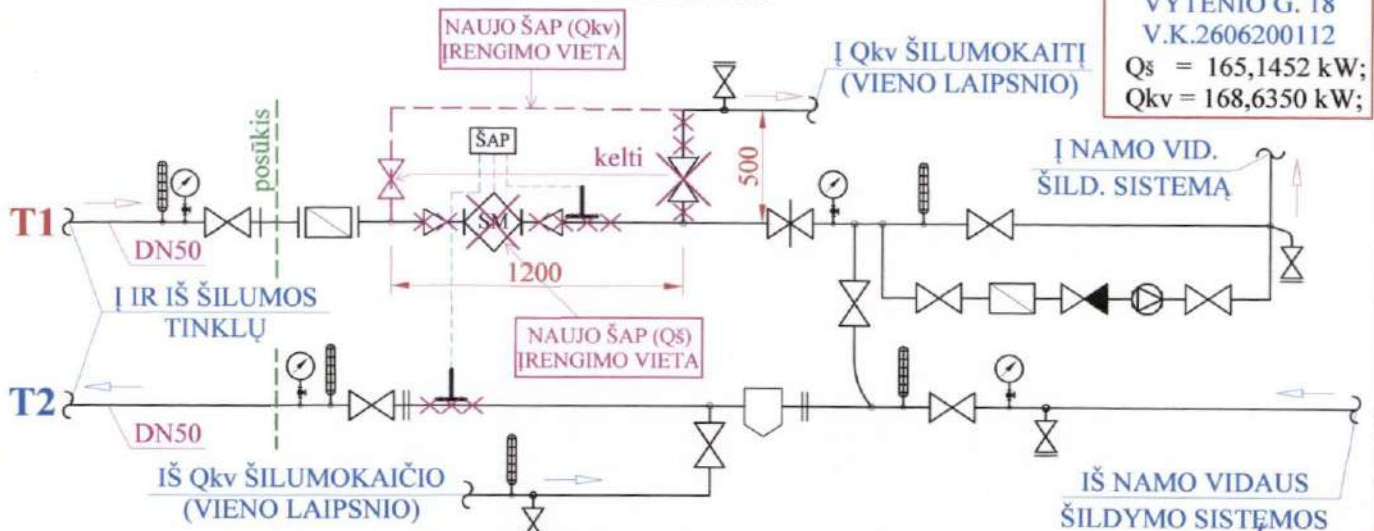 VYTENIO G. 18
V.K.2606200112
Qš = 165,1452 kW;
Qkv = 168,6350 kW;
NAUJO ŠAP (Qkv)
ĮRENGIMO VIETA
Į Qkv ŠILUMOKAITĮ
(VIENO LAIPSNIO)
posūkis
ŠAP
kelti
500
Į NAMO VID.
ŠILD. SISTEMĄ
T1
DN50
ŠM
1200
Į IR IŠ ŠILUMOS
TINKLŲ
NAUJO ŠAP (Qš)
ĮRENGIMO VIETA
T2
DN50
IŠ Qkv ŠILUMOKAIČIO
(VIENO LAIPSNIO)
IŠ NAMO VIDAUS
ŠILDYMO SISTĖMOS